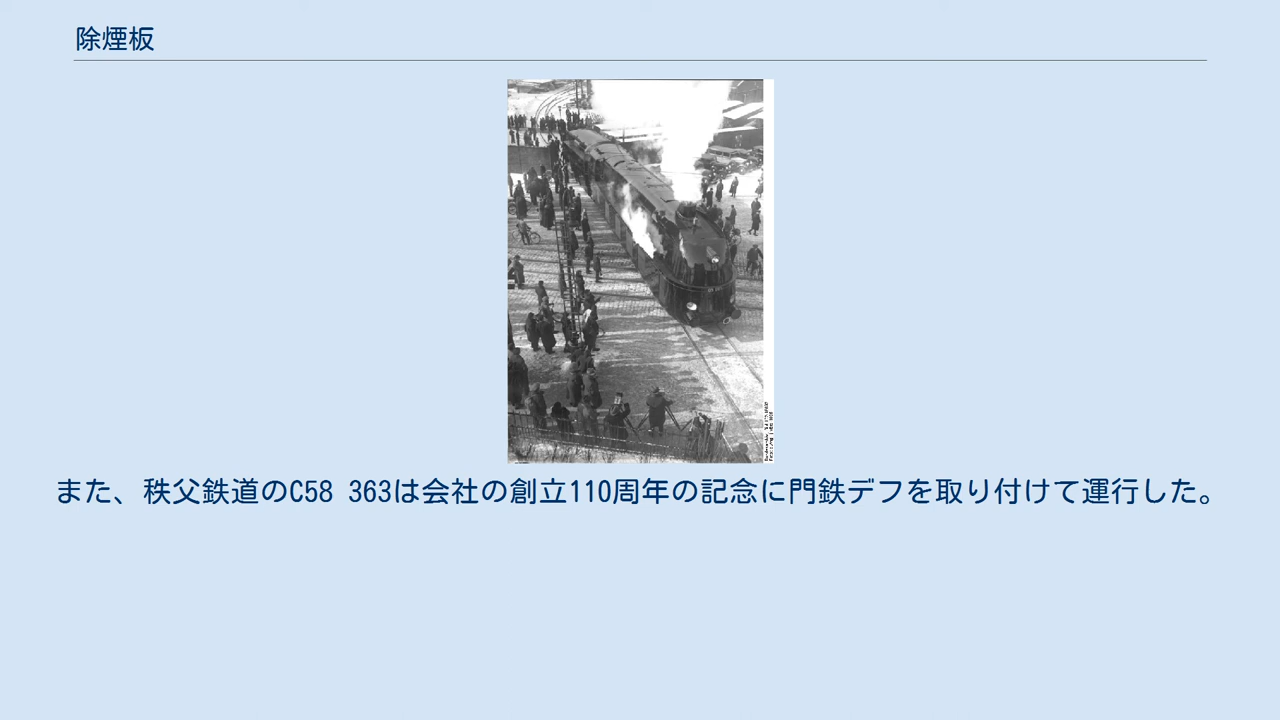 除煙板
また、秩父鉄道のC58 363は会社の創立110周年の記念に門鉄デフを取り付けて運行した。